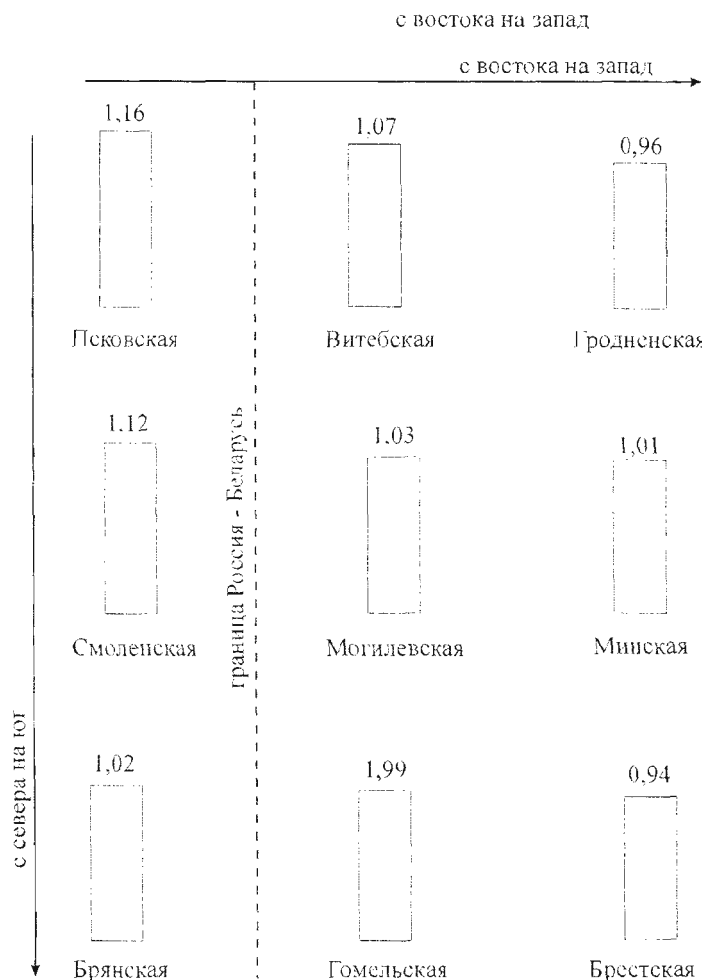 с востока на запад
с востока на запад
1,16
1,07
0,96
Псковская
Витебская
Гродненская
1,12
1,03
1,01
Смоленская
Могилевская
Минская
1,02
1,99
0,94
Брянская
Гомельская
Брестская
граница Россия - Беларусь
с севера на юг